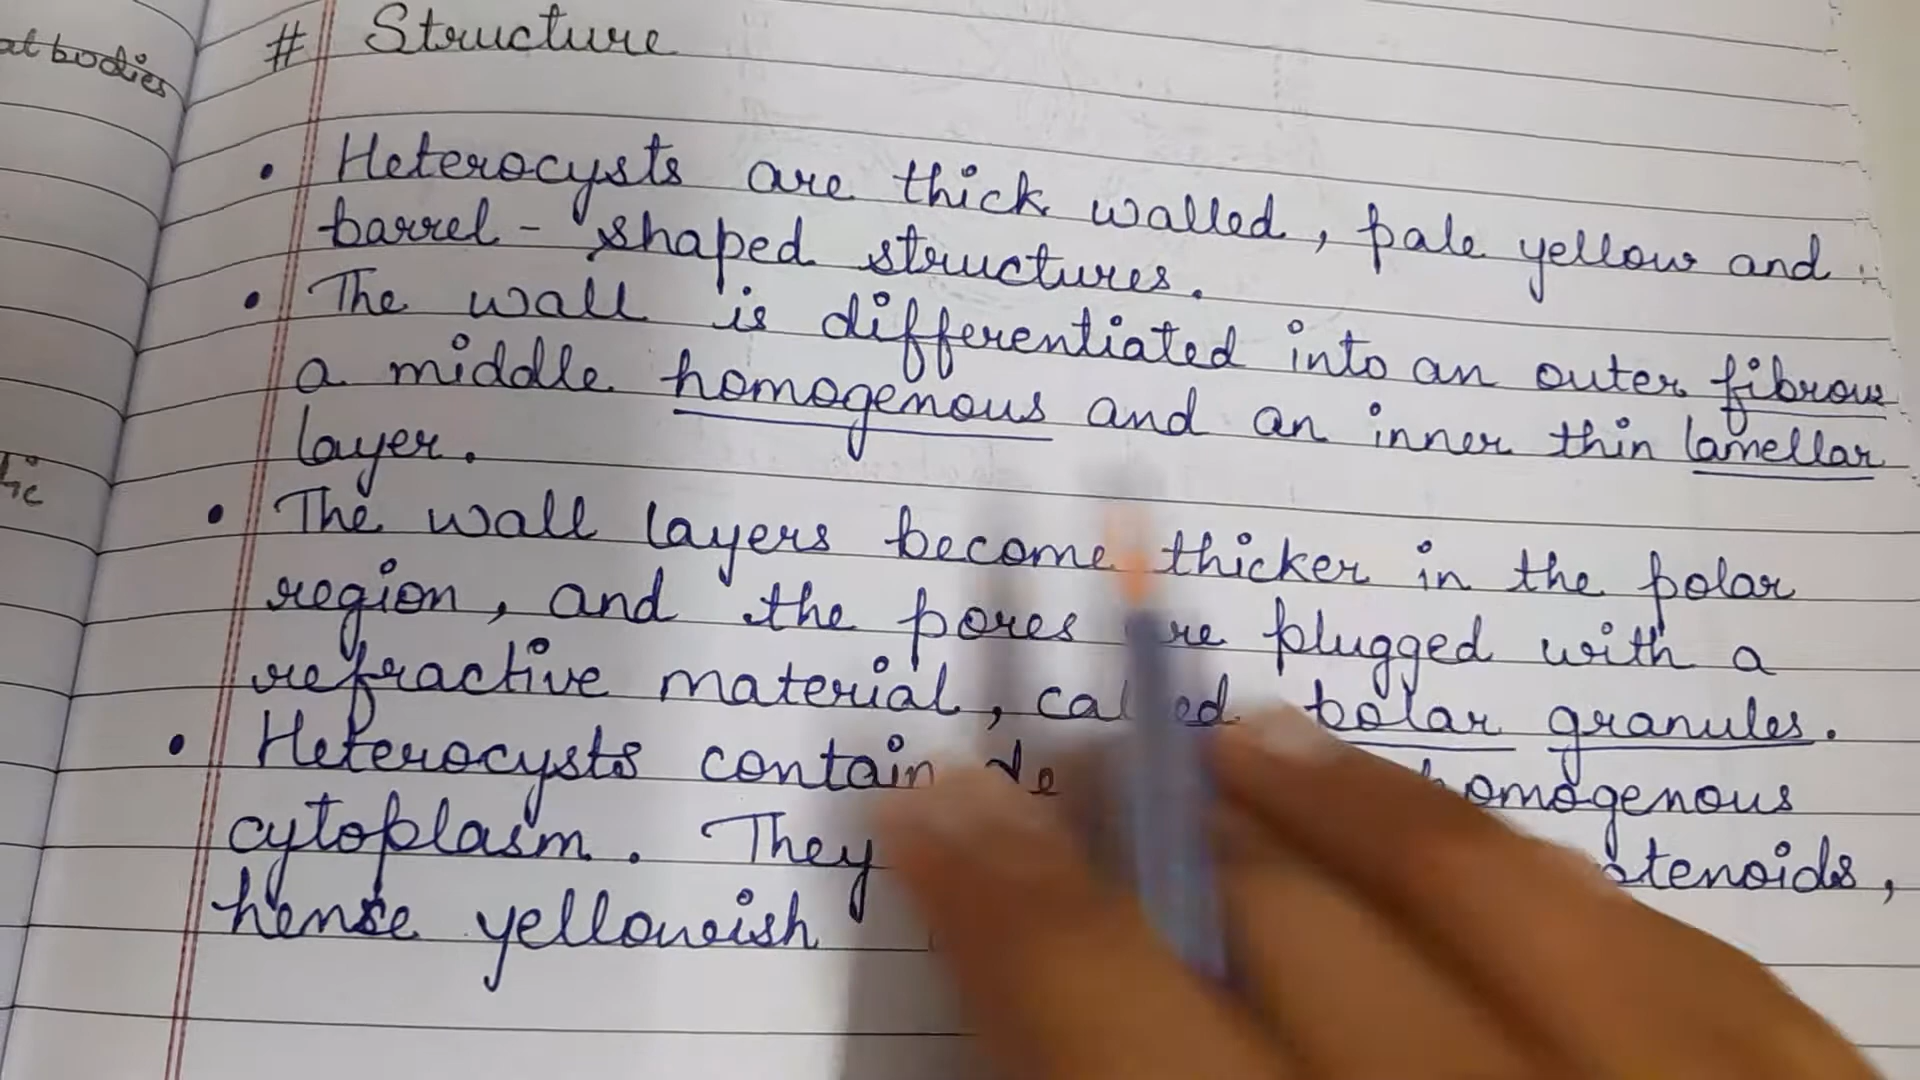 at bodies
# Structure
• Heterocysts are thick walled, pale yellow and
barrel - shaped structures.
• The wall is differentiated into an outer fibrous
a middle homogenous and an inner thin lamellar
layer.
• The wall layers become thicker in the polar
region, and the pores are plugged with a
refractive material, called polar granules.
• Heterocysts contain homogenous
cytoplasm. They
hense yellowish